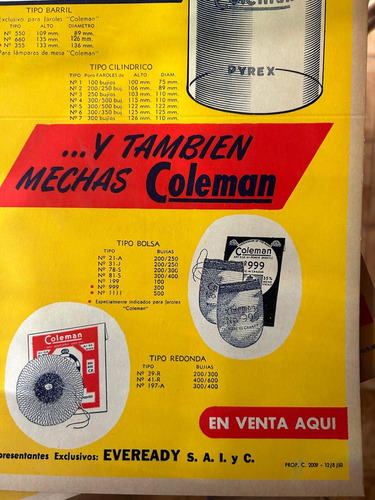 TIPO BARRIL
Exclusivo para Faroles "Coleman"
TIPO ALTO DIAMETRO
Nº 550 109 mm. 89 mm.
Nº 660 135 mm. 126 mm.
* Nº 355 133 mm. 136 mm.
* Para lámparas de mesa "Coleman"
PYREX
TIPO CILINDRICO
TIPO Para FAROLES de ALTO DIAM.
Nº 1 100 bujías 100 mm. 75 mm.
Nº 2 200/250 buj. 106 mm. 89 mm.
Nº 3 250 bujías 103 mm. 110 mm.
Nº 4 300/500 buj. 115 mm. 110 mm.
Nº 5 300/500 buj. 122 mm. 122 mm.
Nº 6 300/350 buj. 125 mm. 125 mm.
Nº 7 300 bujías 126 mm. 110 mm.
...Y TAMBIEN
MECHAS Coleman
TIPO BOLSA
TIPO BUJIAS
Nº 21-A 200/250
Nº 31-J 200/250
Nº 78-S 200/300
Nº 81-S 300/400
Nº 199 100
Nº 999 300
Nº 1111 500
Especialmente indicados para faroles
"Coleman"
Coleman
Nº 999
Coleman
TIPO REDONDA
TIPO BUJIAS
Nº 39-R 200/300
Nº 41-R 400/600
Nº 197-A 300/400
EN VENTA AQUI
presentantes Exclusivos: EVEREADY S. A. I. y C.
PROP. C. 2009 -